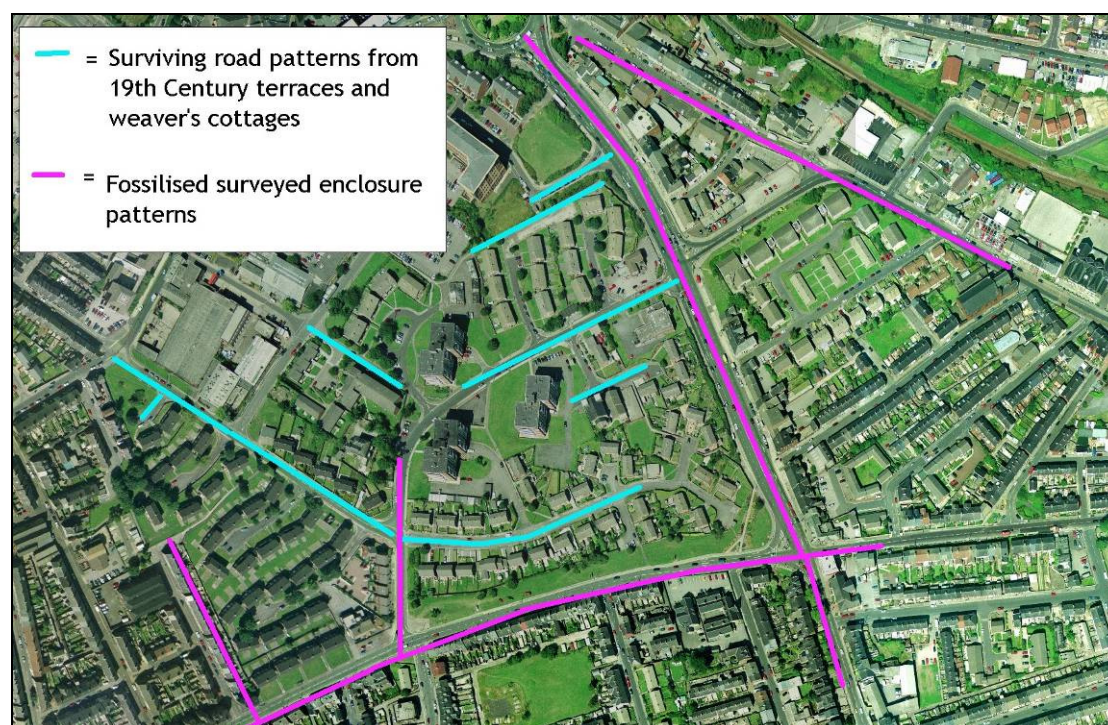 = Surviving road patterns from
19th Century terraces and
weaver's cottages
= Fossilised surveyed enclosure
patterns